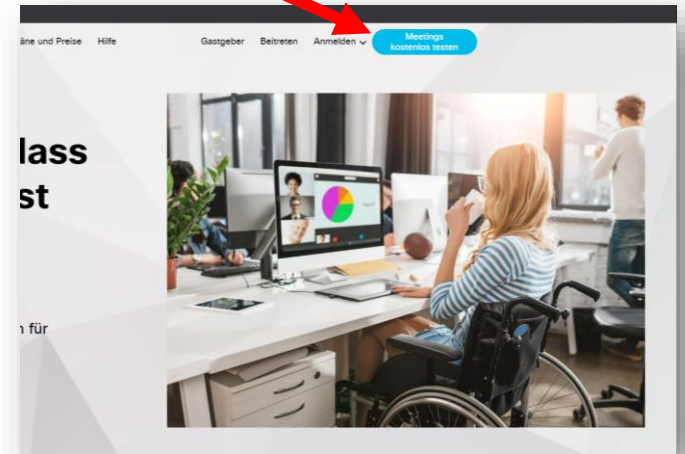 äne und Preise Hilfe Gastgeber Beitreten Anmelden Meetings
kostenlos testen
lass
st
n für